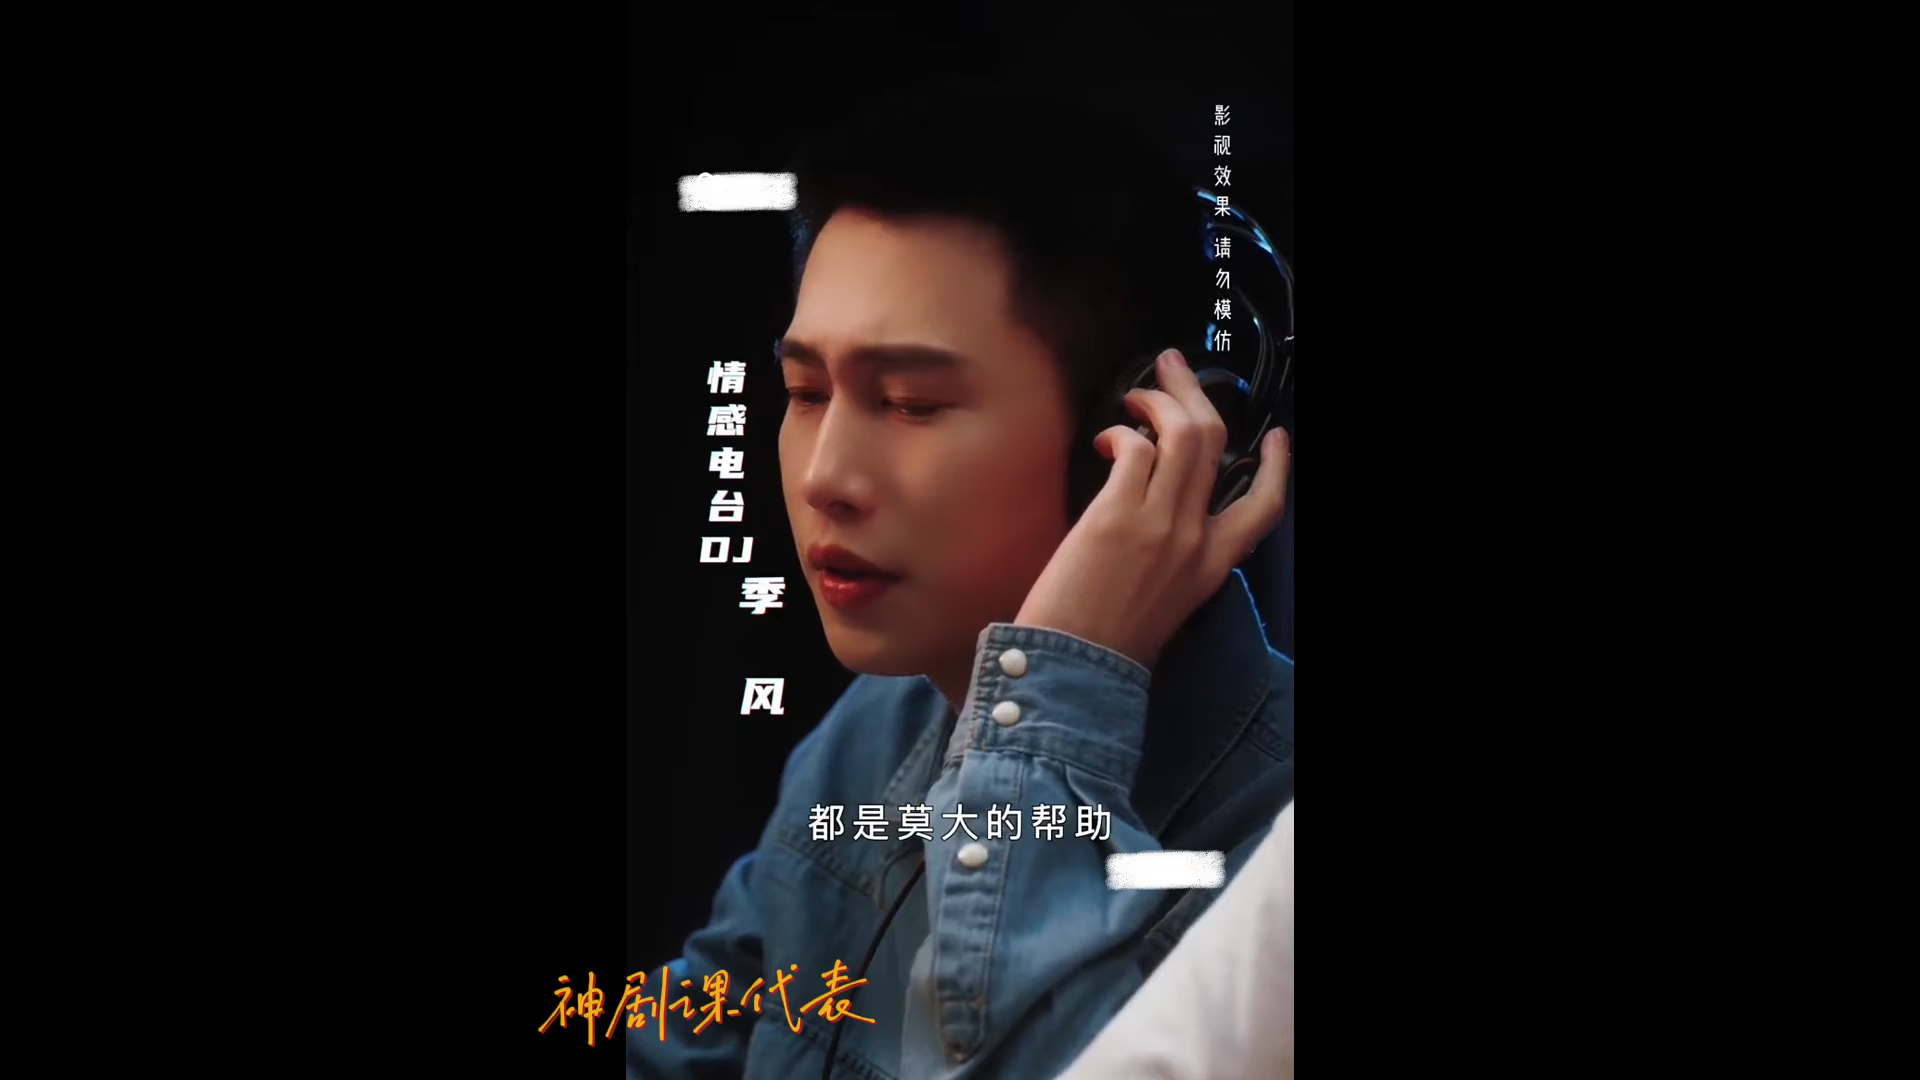 影视效果 请勿模仿
情感电台DJ
季风
都是莫大的帮助
神剧课代表